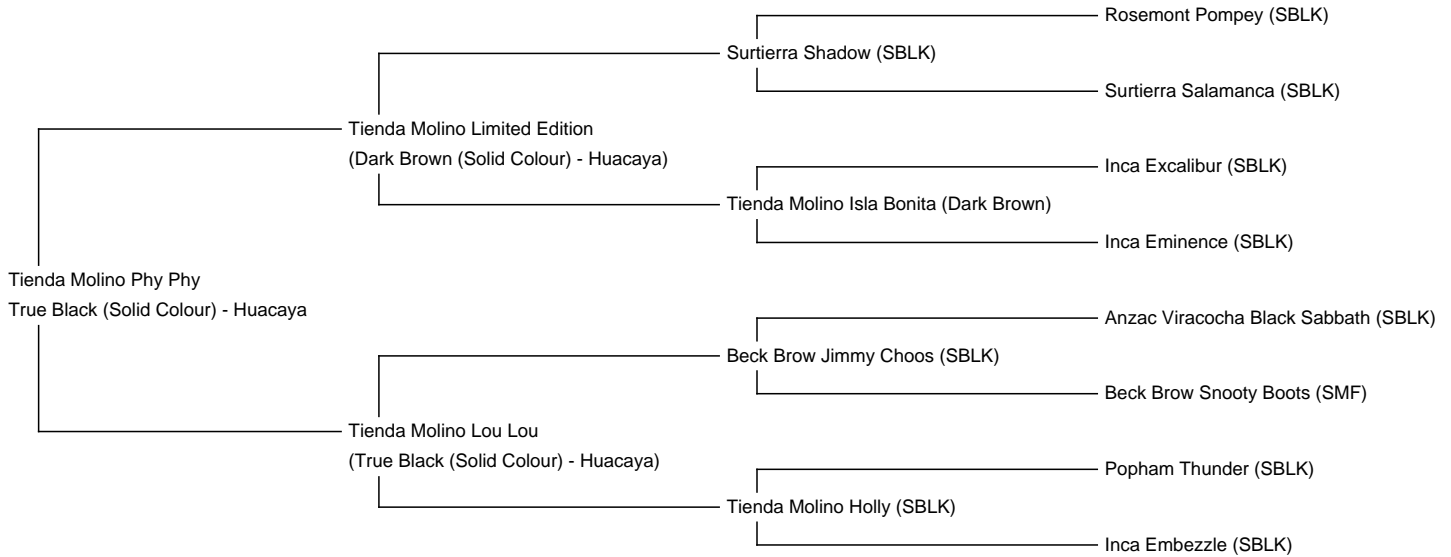 Rosemont Pompey (SBLK)
Surtierra Shadow (SBLK)
Surtierra Salamanca (SBLK)
Tienda Molino Limited Edition
(Dark Brown (Solid Colour) - Huacaya)
Inca Excalibur (SBLK)
Tienda Molino Isla Bonita (Dark Brown)
Inca Eminence (SBLK)
Tienda Molino Phy Phy
True Black (Solid Colour) - Huacaya
Anzac Viracocha Black Sabbath (SBLK)
Beck Brow Jimmy Choos (SBLK)
Beck Brow Snooty Boots (SMF)
Tienda Molino Lou Lou
(True Black (Solid Colour) - Huacaya)
Popham Thunder (SBLK)
Tienda Molino Holly (SBLK)
Inca Embezzle (SBLK)